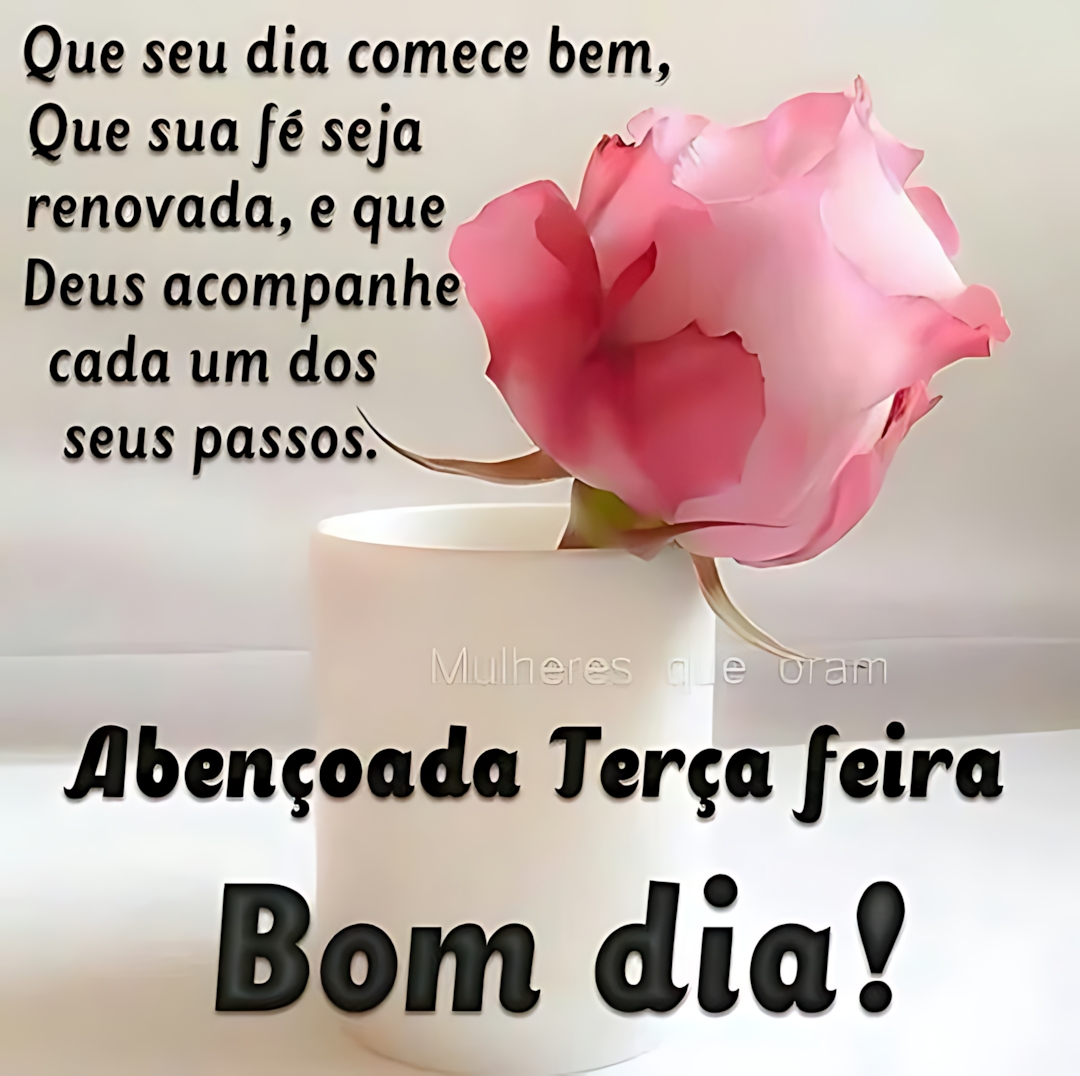 Que seu dia comece bem,
Que sua fé seja
renovada, e que
Deus acompanhe
cada um dos
seus passos.
Mulheres que oram
Abençoada Terça feira
Bom dia!